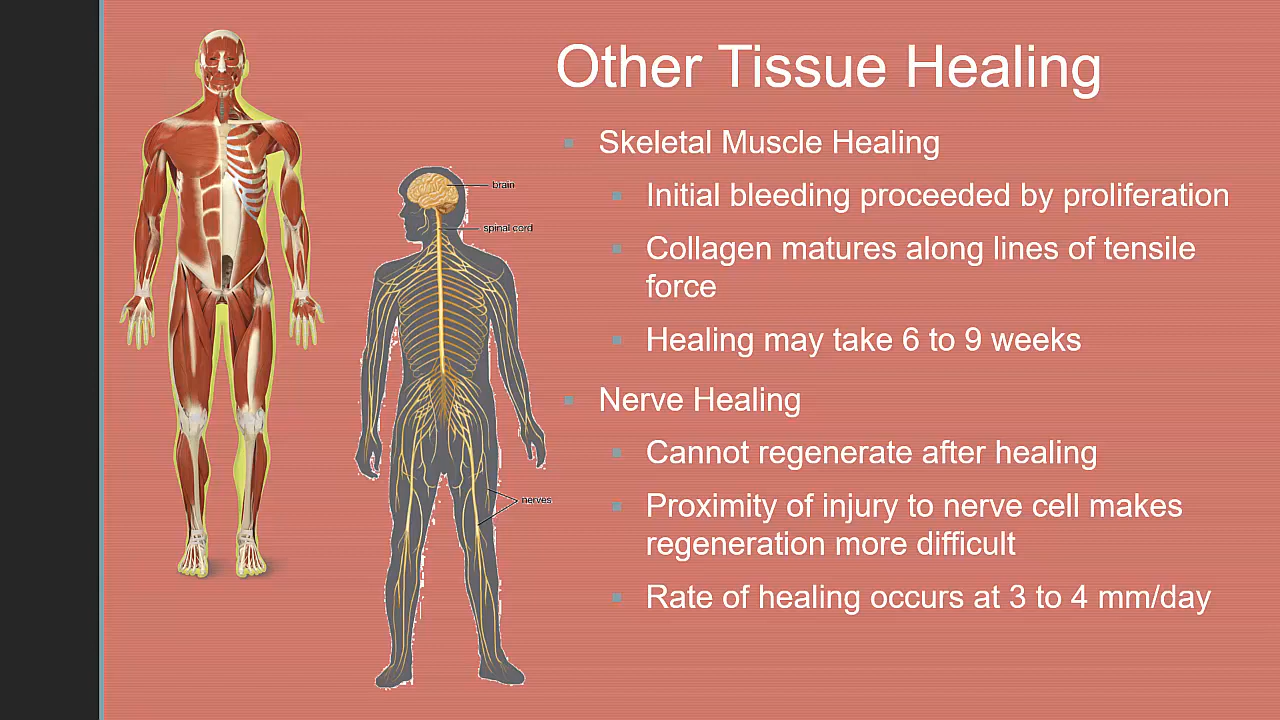 Other Tissue Healing
Skeletal Muscle Healing
Initial bleeding proceeded by proliferation
Collagen matures along lines of tensile
force
Healing may take 6 to 9 weeks
Nerve Healing
Cannot regenerate after healing
Proximity of injury to nerve cell makes
regeneration more difficult
Rate of healing occurs at 3 to 4 mm/day
brain
spinal cord
nerves